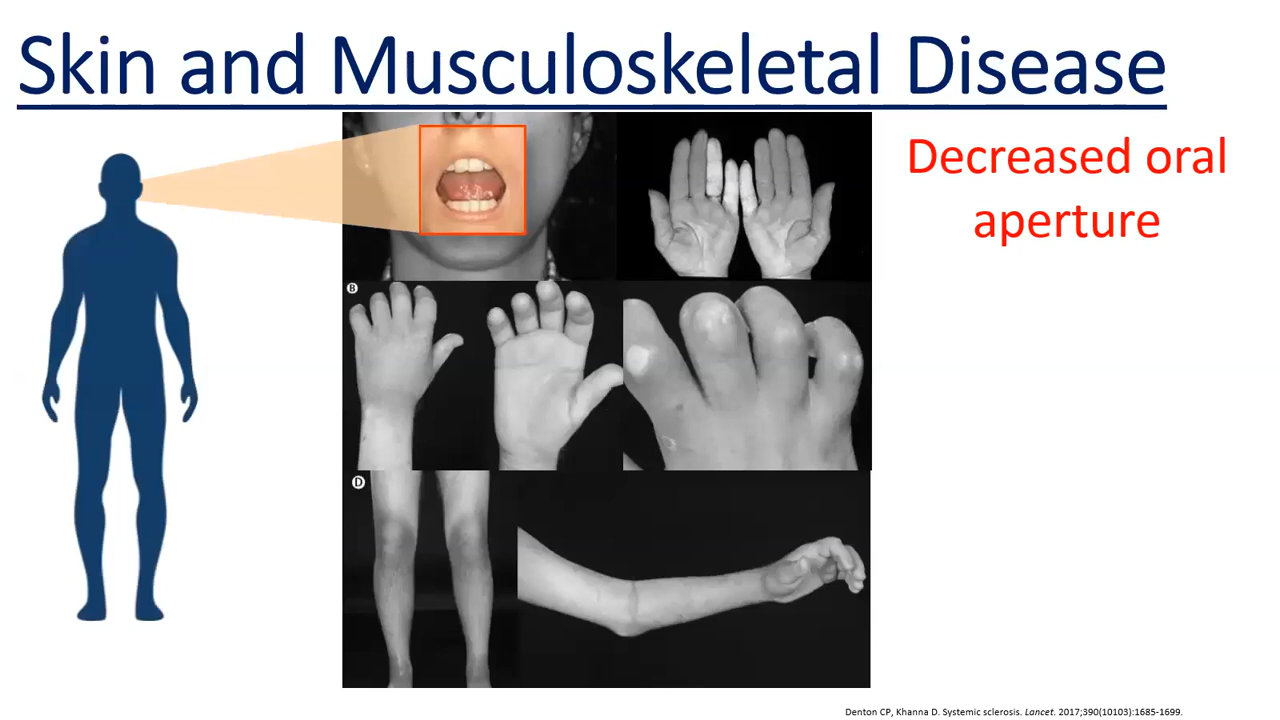 Skin and Musculoskeletal Disease
Decreased oral
aperture
B
D
Denton CP, Khanna D. Systemic sclerosis. Lancet. 2017;390(10103):1685-1699.